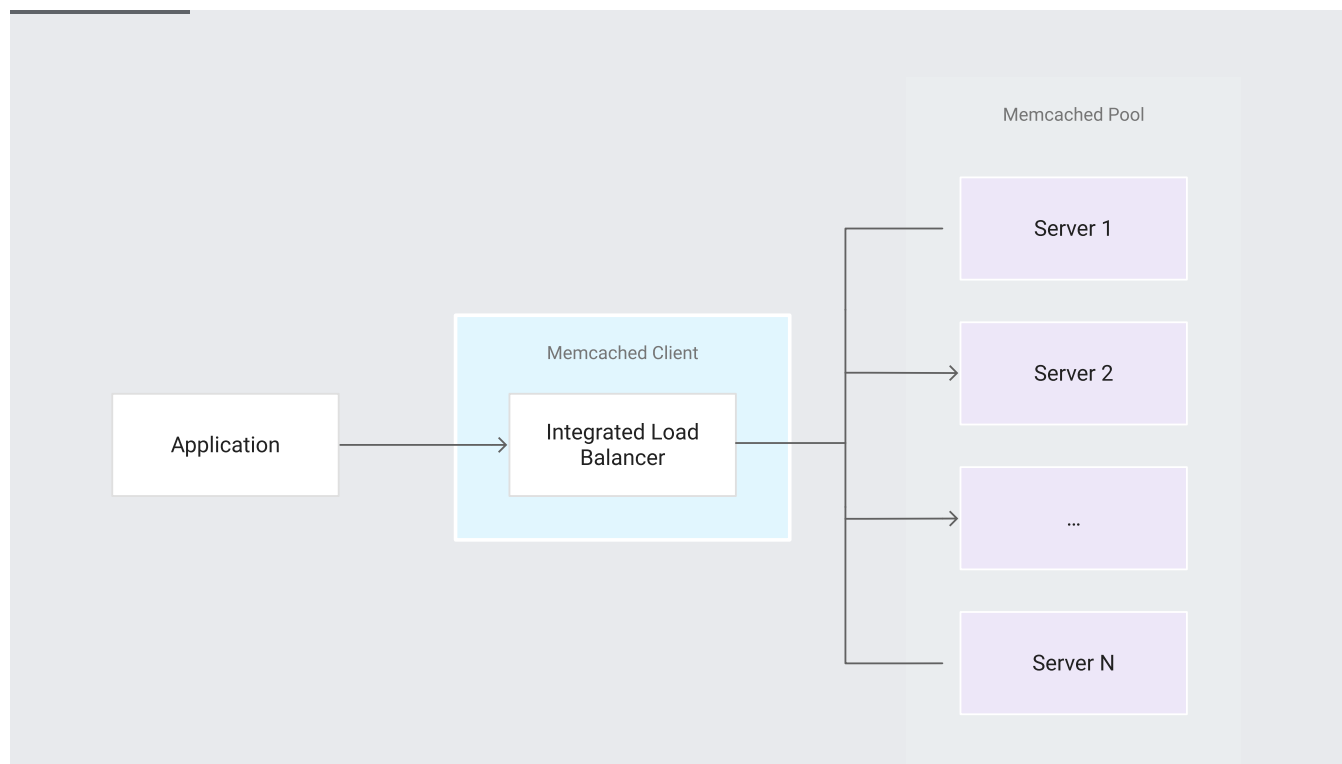 Memcached Pool
Server 1
Memcached Client
Server 2
Application
Integrated Load
Balancer
...
Server N